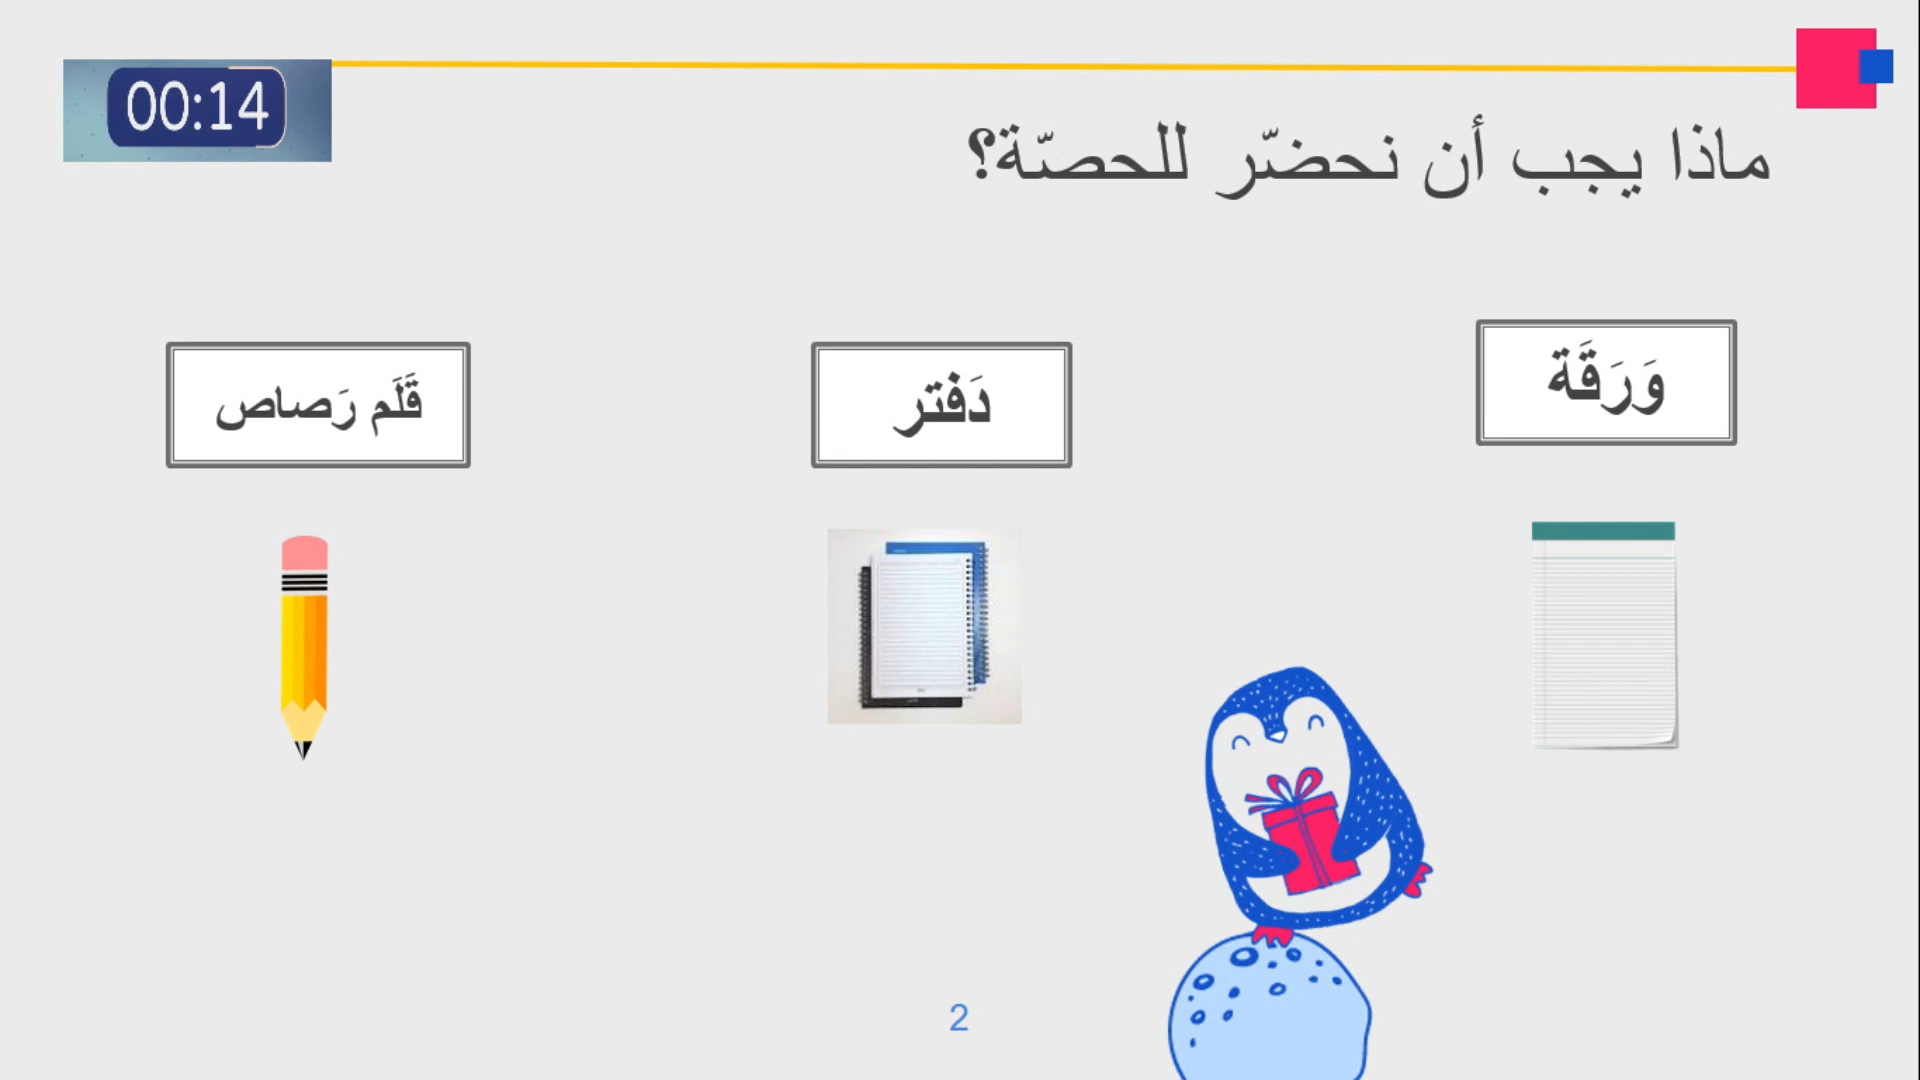 00:14
ماذا يجب أن نحضّر للحصّة؟
وَرَقَة
دَفتر
قَلَم رَصاص
2